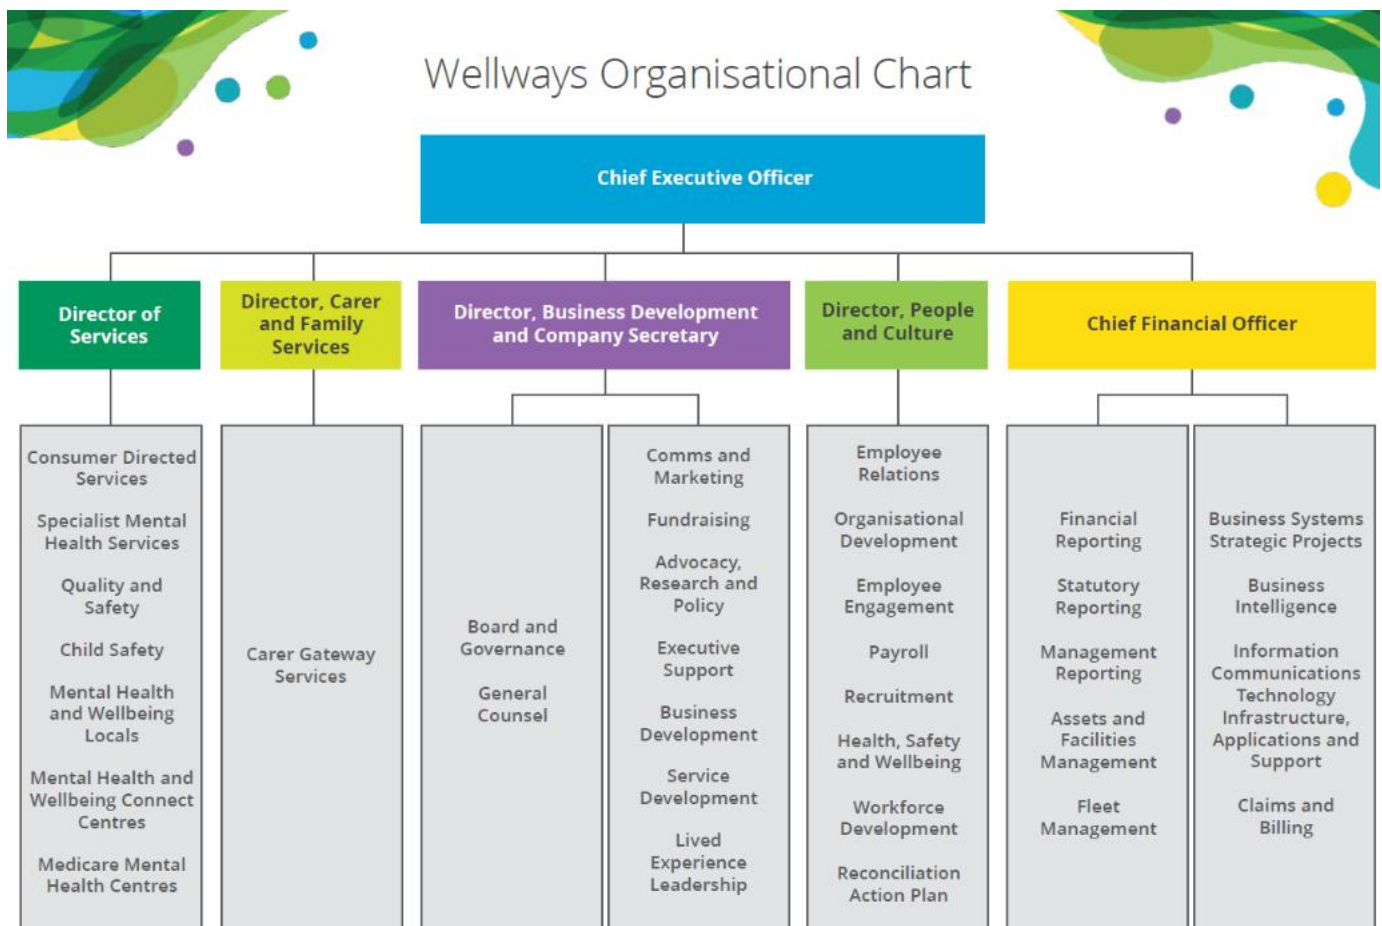 Wellways Organisational Chart
Chief Executive Officer
Director of
Services
Director, Carer
and Family
Services
Director, Business Development
and Company Secretary
Director, People
and Culture
Chief Financial Officer
Consumer Directed
Services
Specialist Mental
Health Services
Quality and
Safety
Child Safety
Mental Health
and Wellbeing
Locals
Mental Health and
Wellbeing Connect
Centres
Medicare Mental
Health Centres
Carer Gateway
Services
Board and
Governance
General
Counsel
Comms and
Marketing
Fundraising
Advocacy,
Research and
Policy
Executive
Support
Business
Development
Service
Development
Lived
Experience
Leadership
Employee
Relations
Organisational
Development
Employee
Engagement
Payroll
Recruitment
Health, Safety
and Wellbeing
Workforce
Development
Reconciliation
Action Plan
Financial
Reporting
Statutory
Reporting
Management
Reporting
Assets and
Facilities
Management
Fleet
Management
Business Systems
Strategic Projects
Business
Intelligence
Information
Communications
Technology
Infrastructure,
Applications and
Support
Claims and
Billing